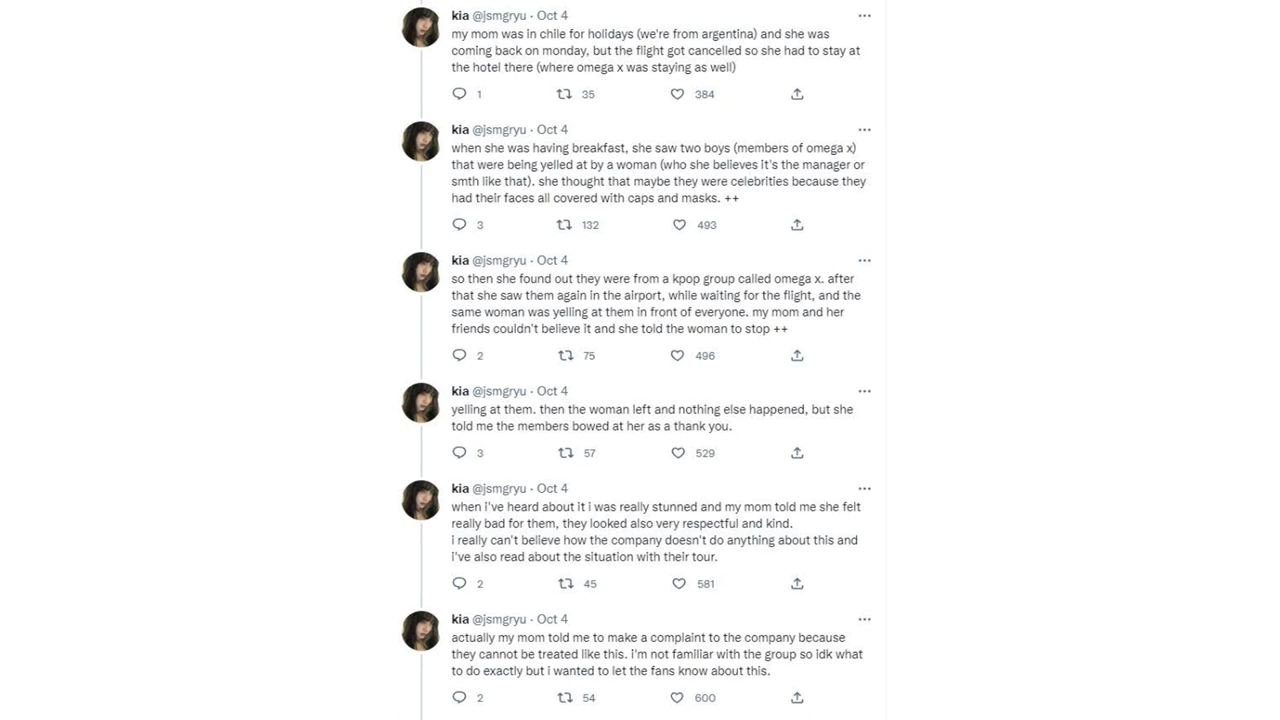 kia @jsmgryu · Oct 4
my mom was in chile for holidays (we're from argentina) and she was
coming back on monday, but the flight got cancelled so she had to stay at
the hotel there (where omega x was staying as well)
1 35 384
kia @jsmgryu · Oct 4
when she was having breakfast, she saw two boys (members of omega x)
that were being yelled at by a woman (who she believes it's the manager or
smth like that). she thought that maybe they were celebrities because they
had their faces all covered with caps and masks. ++
3 132 493
kia @jsmgryu · Oct 4
so then she found out they were from a kpop group called omega x. after
that she saw them again in the airport, while waiting for the flight, and the
same woman was yelling at them in front of everyone. my mom and her
friends couldn't believe it and she told the woman to stop ++
2 75 496
kia @jsmgryu · Oct 4
yelling at them. then the woman left and nothing else happened, but she
told me the members bowed at her as a thank you.
3 57 529
kia @jsmgryu · Oct 4
when i've heard about it i was really stunned and my mom told me she felt
really bad for them, they looked also very respectful and kind.
i really can't believe how the company doesn't do anything about this and
i've also read about the situation with their tour.
2 45 581
kia @jsmgryu · Oct 4
actually my mom told me to make a complaint to the company because
they cannot be treated like this. i'm not familiar with the group so idk what
to do exactly but i wanted to let the fans know about this.
2 54 600